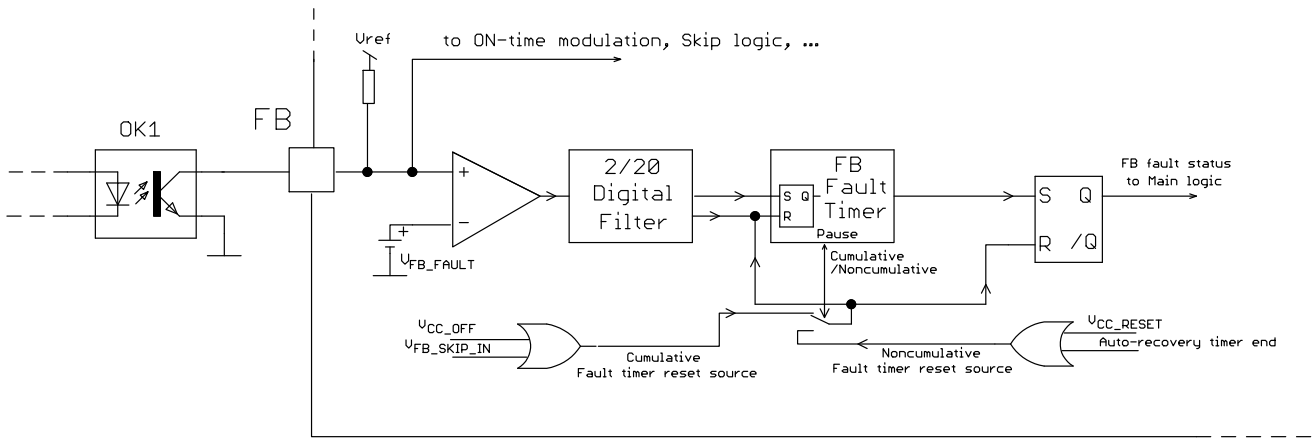 Vref
to ON-time modulation, Skip logic, ...
FB
OK1
+
−
+
VFB_FAULT
2/20
Digital
Filter
FB
Fault
Timer
S Q
R
Pause
Cumulative
/Noncumulative
FB fault status
to Main logic
S Q
R /Q
VCC_OFF
VFB_SKIP_IN
Cumulative
Fault timer reset source
Noncumulative
Fault timer reset source
VCC_RESET
Auto-recovery timer end